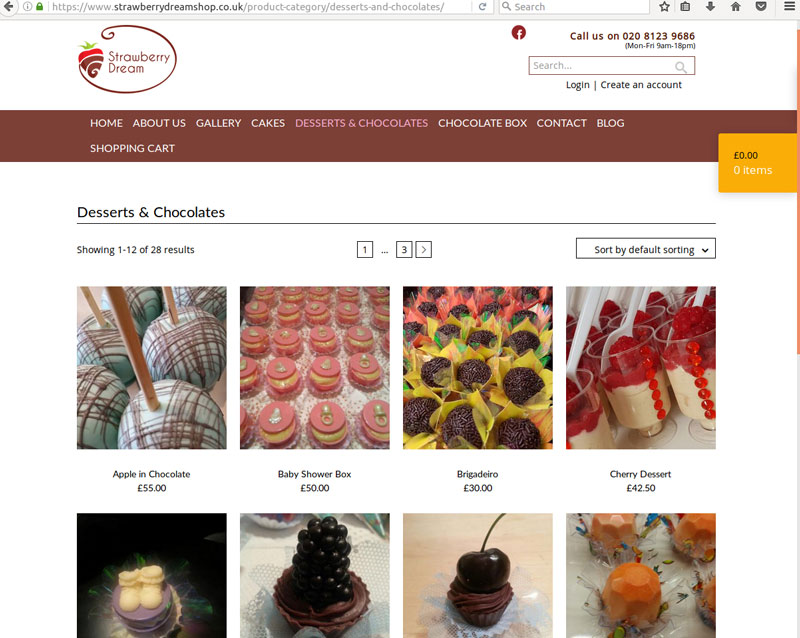 https://www.strawberrydreamshop.co.uk/product-category/desserts-and-chocolates/
Search
Strawberry
Dream
Call us on 020 8123 9686
(Mon-Fri 9am-18pm)
Search...
Login | Create an account
HOME ABOUT US GALLERY CAKES DESSERTS & CHOCOLATES CHOCOLATE BOX CONTACT BLOG
SHOPPING CART
£0.00
0 items
Desserts & Chocolates
Showing 1-12 of 28 results
1 ... 3 >
Sort by default sorting
Apple in Chocolate
£55.00
Baby Shower Box
£50.00
Brigadeiro
£30.00
Cherry Dessert
£42.50